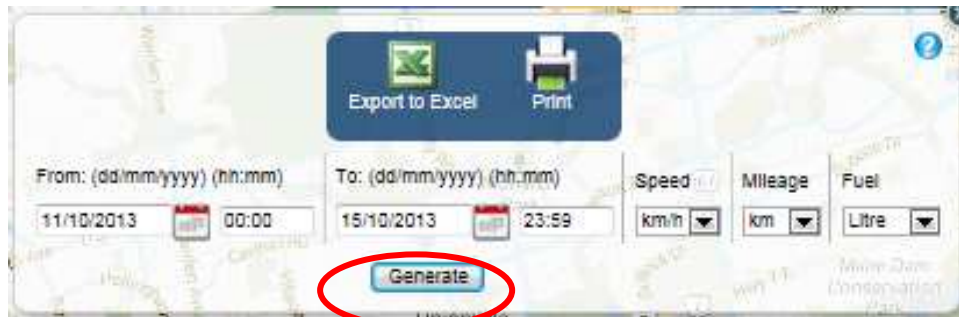 Export to Excel Print
From: (dd/mm/yyyy) (hh:mm) To: (dd/mm/yyyy) (hh:mm) Speed Mileage Fuel
11/10/2013 00:00 15/10/2013 23:59 km/h km Litre
Generate